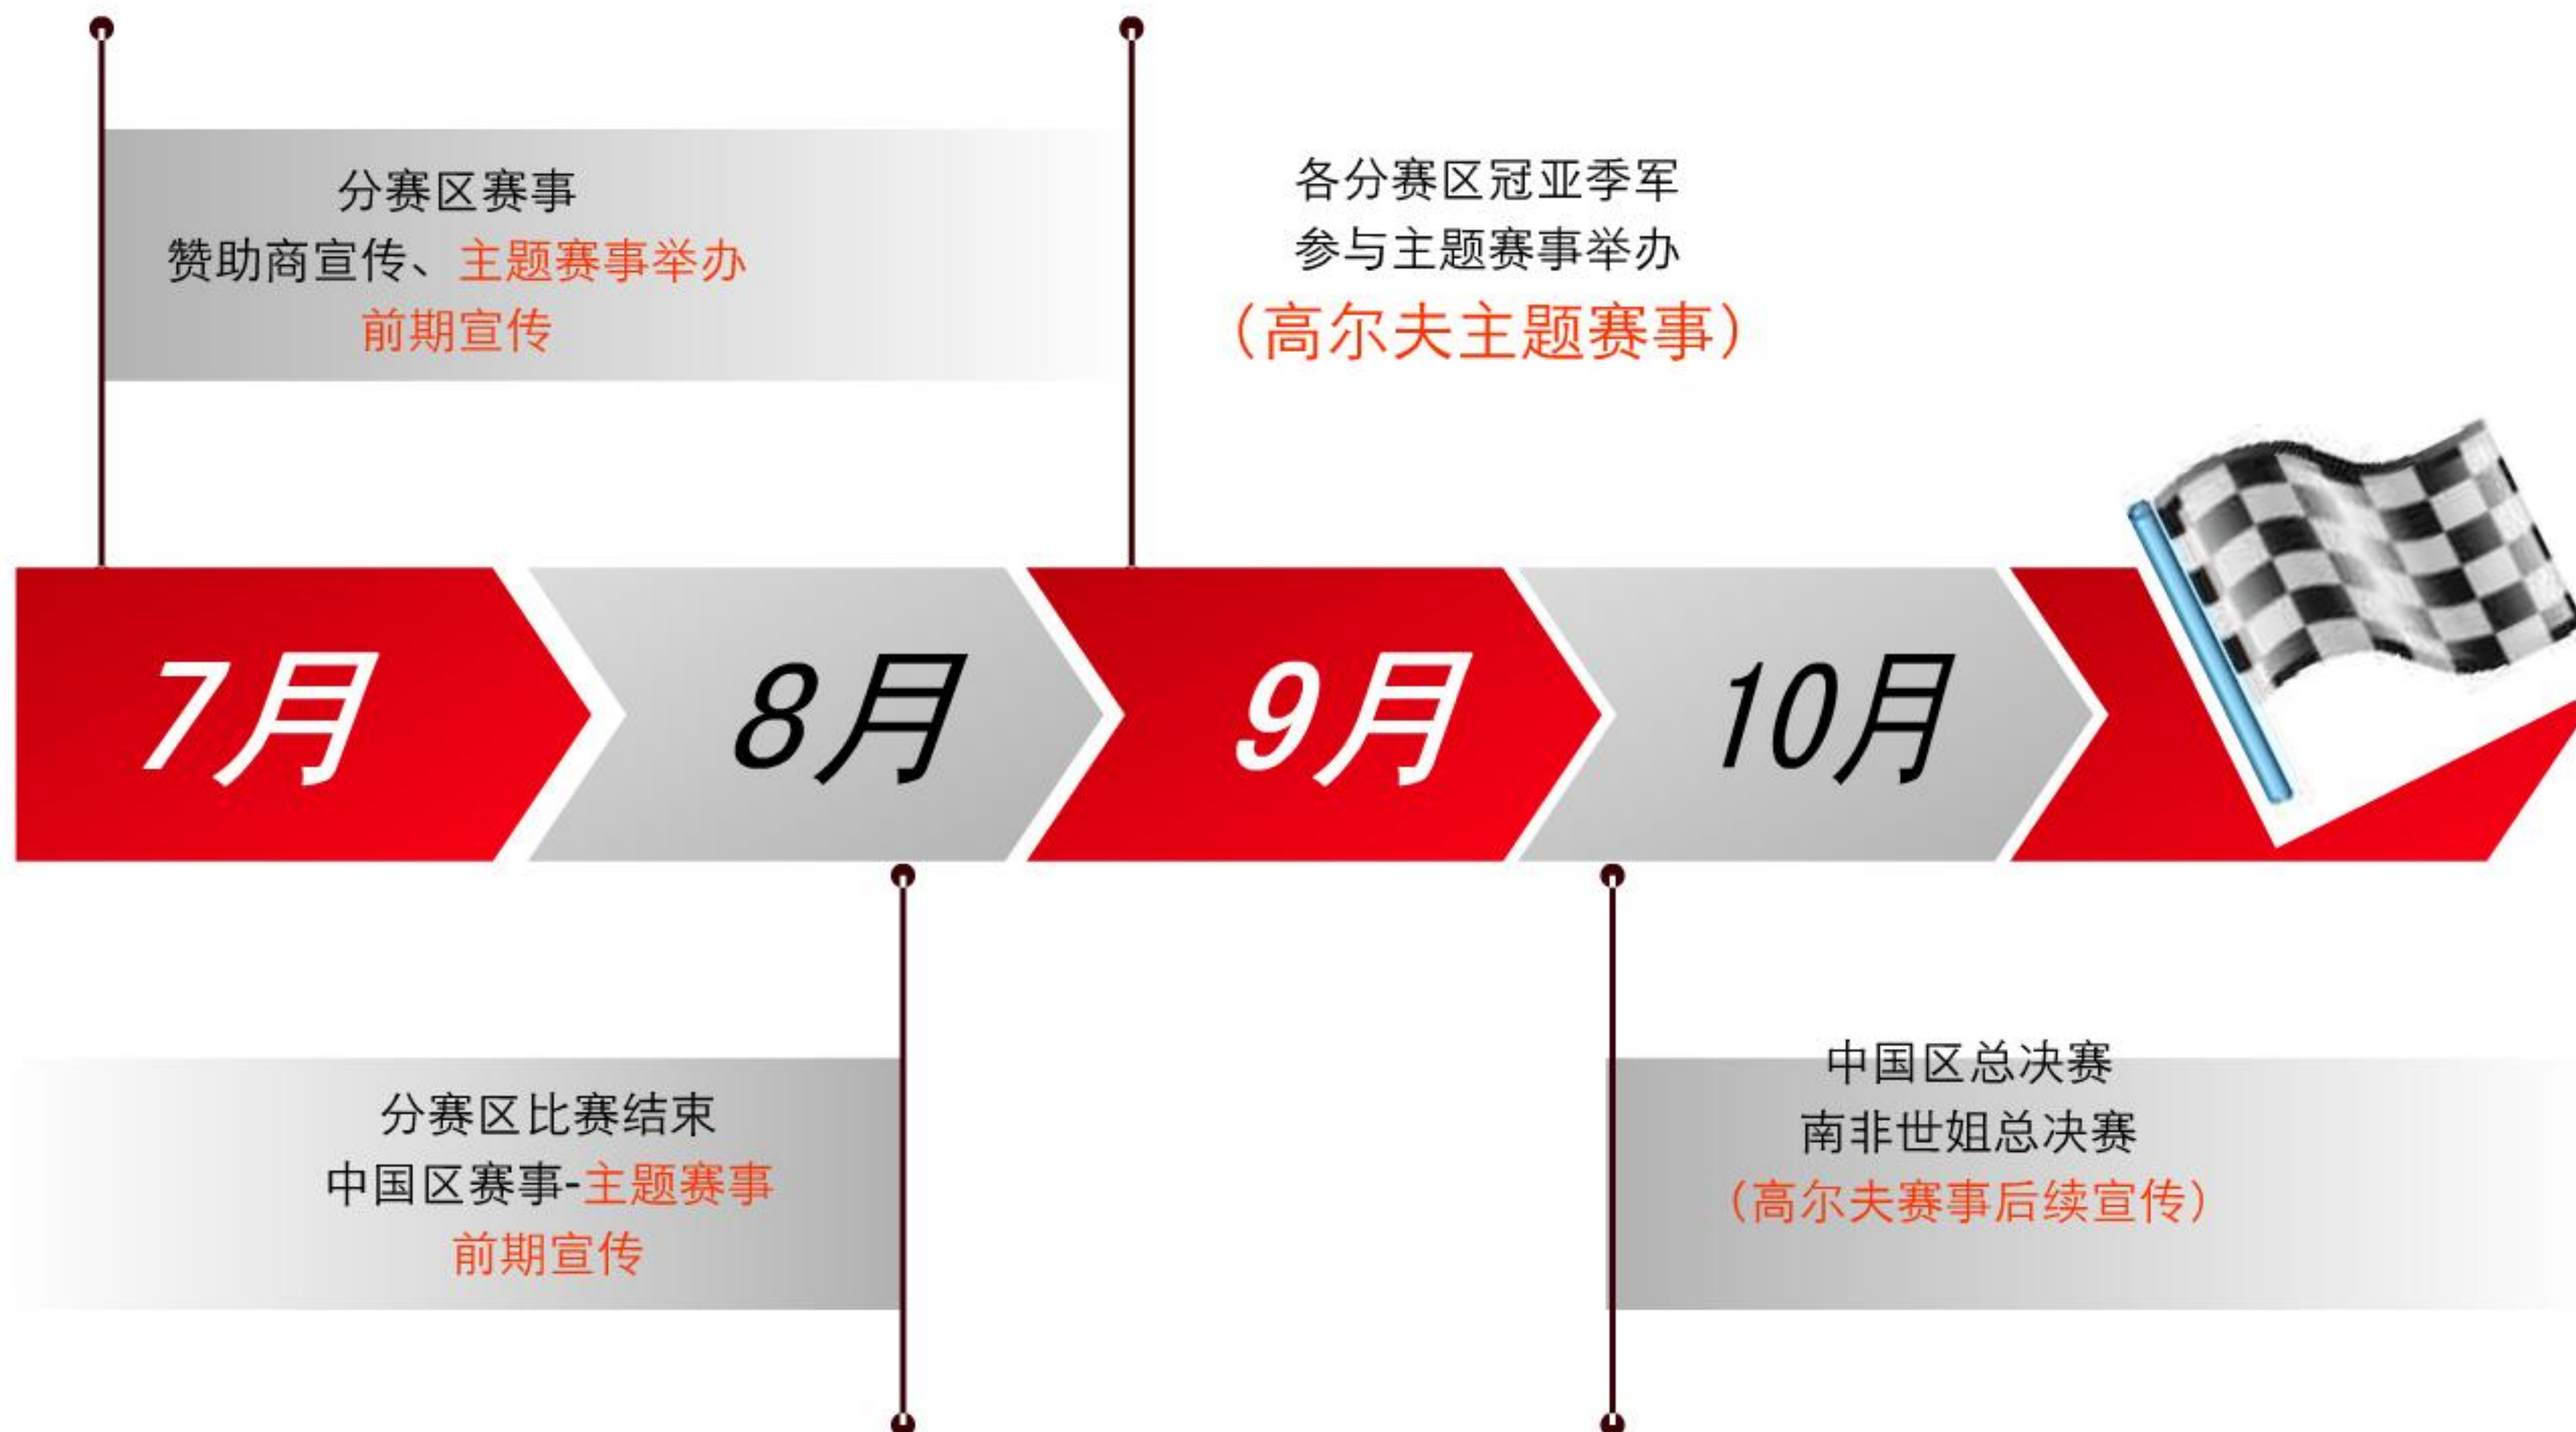 分赛区赛事
赞助商宣传、主题赛事举办
前期宣传
各分赛区冠亚季军
参与主题赛事举办
（高尔夫主题赛事）
7月
8月
9月
10月
分赛区比赛结束
中国区赛事-主题赛事
前期宣传
中国区总决赛
南非世姐总决赛
（高尔夫赛事后续宣传）